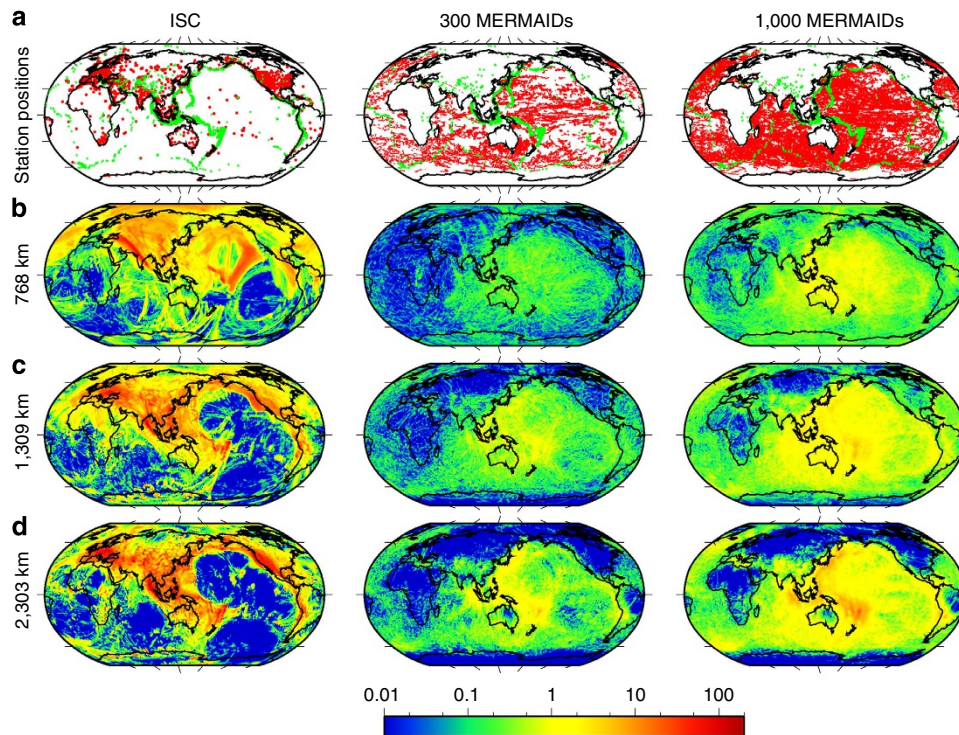 a ISC 300 MERMAIDs 1,000 MERMAIDs
Station positions
b
768 km
c
1,309 km
d
2,303 km
0.01 0.1 1 10 100